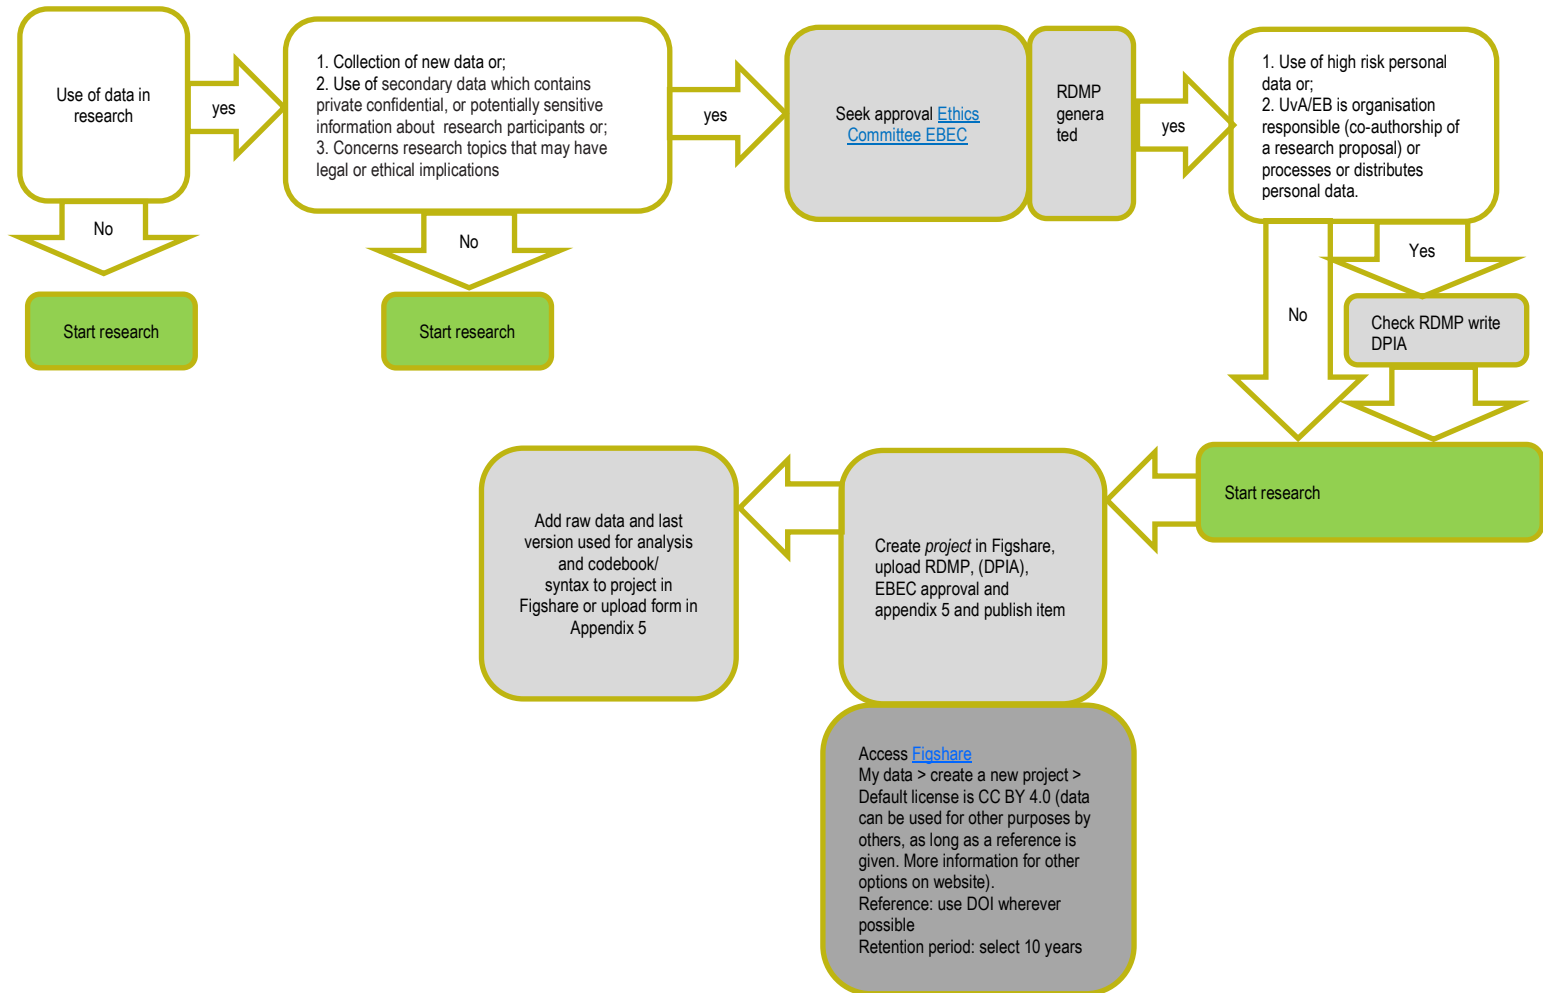 Use of data in
research
yes
No
Start research
1. Collection of new data or;
2. Use of secondary data which contains
private confidential, or potentially sensitive
information about research participants or;
3. Concerns research topics that may have
legal or ethical implications
yes
No
Start research
Seek approval Ethics
Committee EBEC
RDMP
genera
ted
yes
1. Use of high risk personal
data or;
2. UvA/EB is organisation
responsible (co-authorship of
a research proposal) or
processes or distributes
personal data.
Yes
No
Check RDMP write
DPIA
Start research
Create project in Figshare,
upload RDMP, (DPIA),
EBEC approval and
appendix 5 and publish item
Add raw data and last
version used for analysis
and codebook/
syntax to project in
Figshare or upload form in
Appendix 5
Access Figshare
My data > create a new project >
Default license is CC BY 4.0 (data
can be used for other purposes by
others, as long as a reference is
given. More information for other
options on website).
Reference: use DOI wherever
possible
Retention period: select 10 years